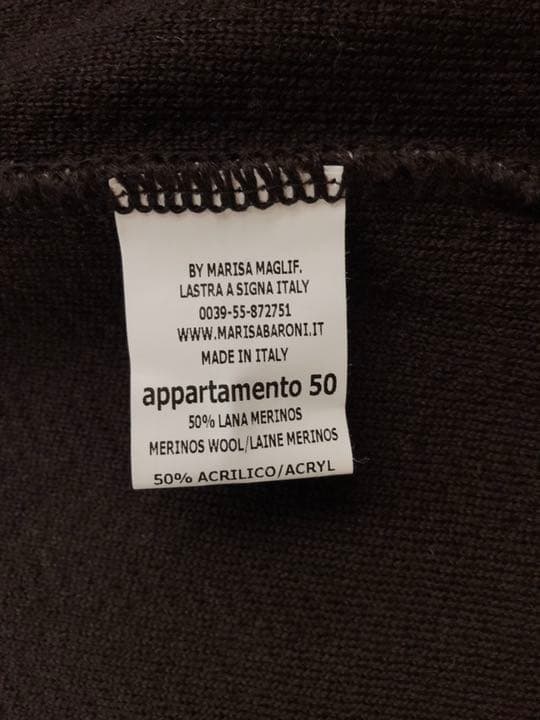 BY MARISA MAGLIF.
LASTRA A SIGNA ITALY
0039-55-872751
WWW.MARISABARONI.IT
MADE IN ITALY
appartamento 50
50% LANA MERINOS
MERINOS WOOL/LAINE MERINOS
50% ACRILICO/ACRYL